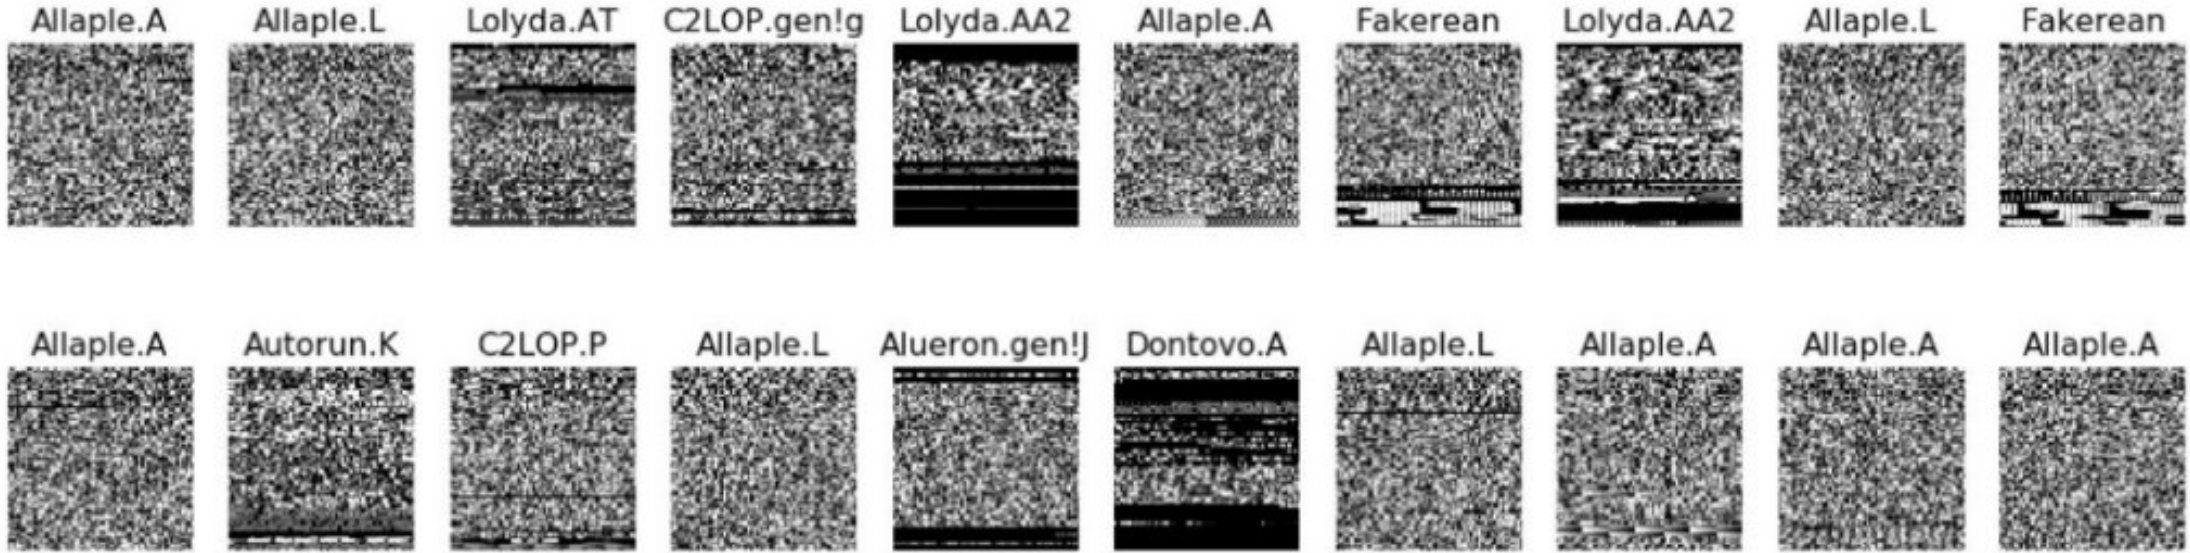 Allaple.A Allaple.L Lolyda.AT C2LOP.gen!g Lolyda.AA2 Allaple.A Fakerean Lolyda.AA2 Allaple.L Fakerean
Allaple.A Autorun.K C2LOP.P Allaple.L Alueron.gen!J Dontovo.A Allaple.L Allaple.A Allaple.A Allaple.A